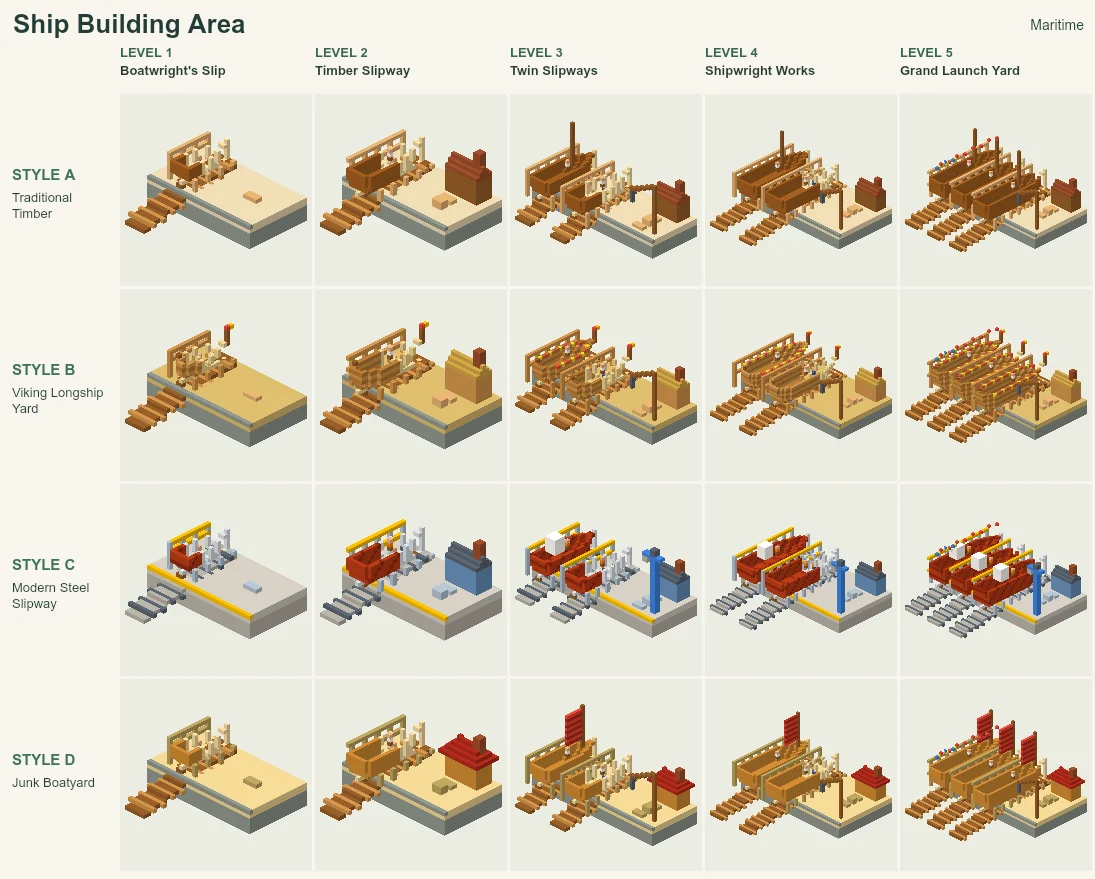 Ship Building Area
Maritime
LEVEL 1
Boatwright's Slip
LEVEL 2
Timber Slipway
LEVEL 3
Twin Slipways
LEVEL 4
Shipwright Works
LEVEL 5
Grand Launch Yard
STYLE A
Traditional
Timber
STYLE B
Viking Longship
Yard
STYLE C
Modern Steel
Slipway
STYLE D
Junk Boatyard